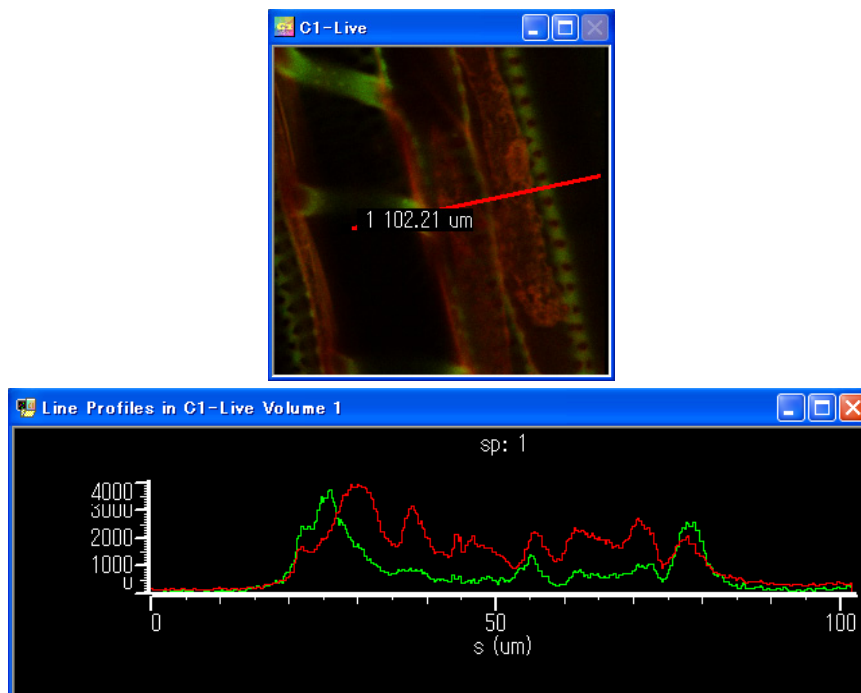 C1-Live
1 102.21 um
Line Profiles in C1-Live Volume 1
sp: 1
4000
3000
2000
1000
0
0 50 100
s (um)